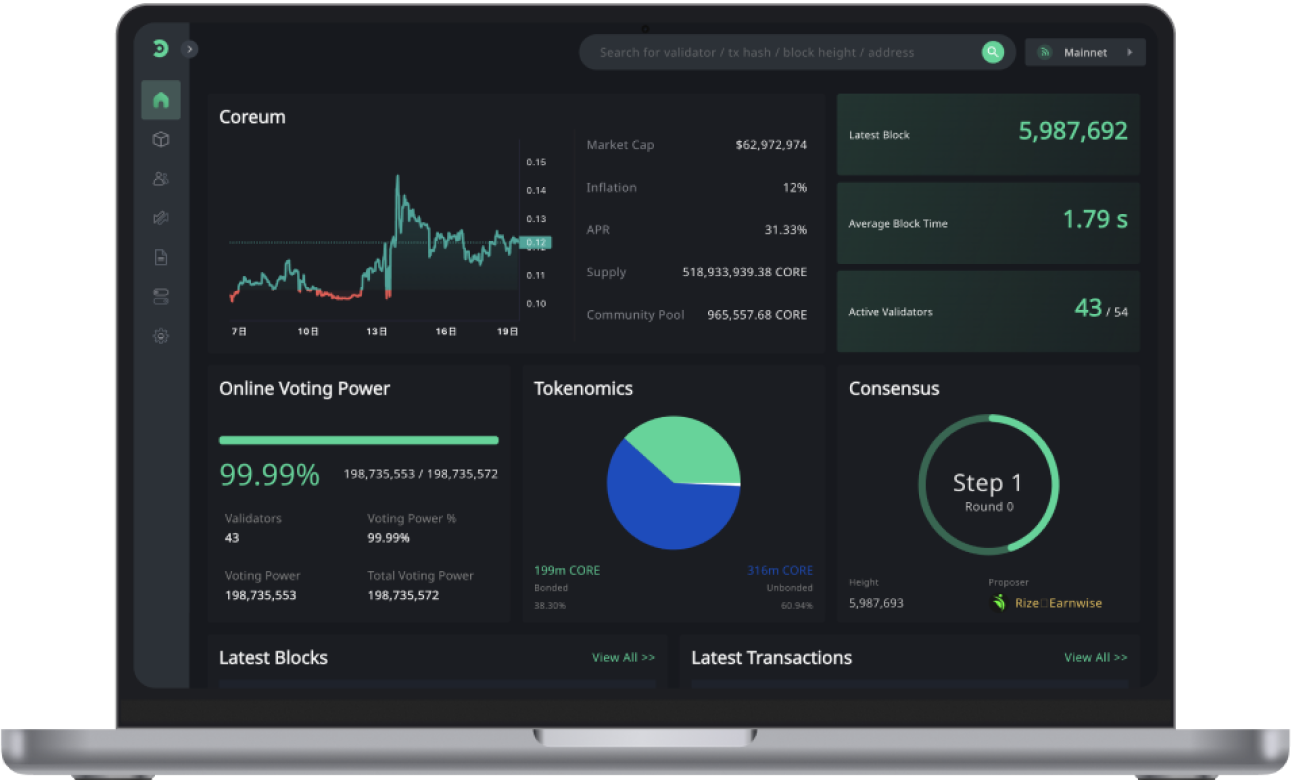 Search for validator / tx hash / block height / address
Mainnet
Coreum
0.15
0.14
0.13
0.12
0.11
0.10
7日
10日
13日
16日
19日
Market Cap $62,972,974
Inflation 12%
APR 31.33%
Supply 518,933,939.38 CORE
Community Pool 965,557.68 CORE
Latest Block 5,987,692
Average Block Time 1.79 s
Active Validators 43 / 54
Online Voting Power
99.99% 198,735,553 / 198,735,572
Validators Voting Power %
43 99.99%
Voting Power Total Voting Power
198,735,553 198,735,572
Tokenomics
199m CORE 316m CORE
Bonded Unbonded
38.30% 60.94%
Consensus
Step 1
Round 0
Height Proposer
5,987,693 Rize Earnwise
Latest Blocks View All >>
Latest Transactions View All >>